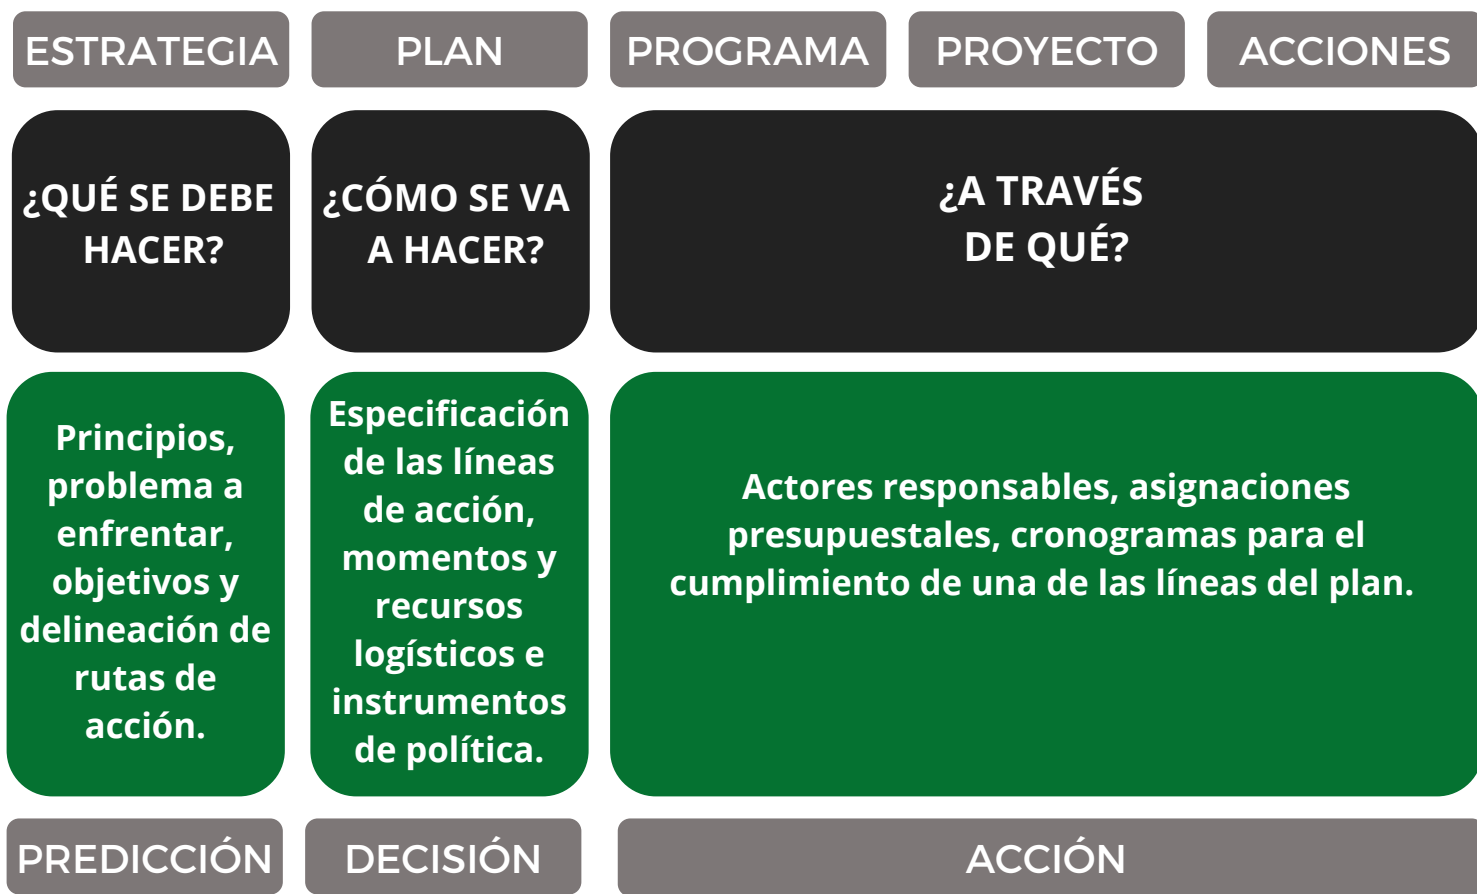 ESTRATEGIA
PLAN
PROGRAMA
PROYECTO
ACCIONES
¿QUÉ SE DEBE
HACER?
¿CÓMO SE VA
A HACER?
¿A TRAVÉS
DE QUÉ?
Principios,
problema a
enfrentar,
objetivos y
delineación de
rutas de
acción.
Especificación
de las líneas
de acción,
momentos y
recursos
logísticos e
instrumentos
de política.
Actores responsables, asignaciones
presupuestales, cronogramas para el
cumplimiento de una de las líneas del plan.
PREDICCIÓN
DECISIÓN
ACCIÓN